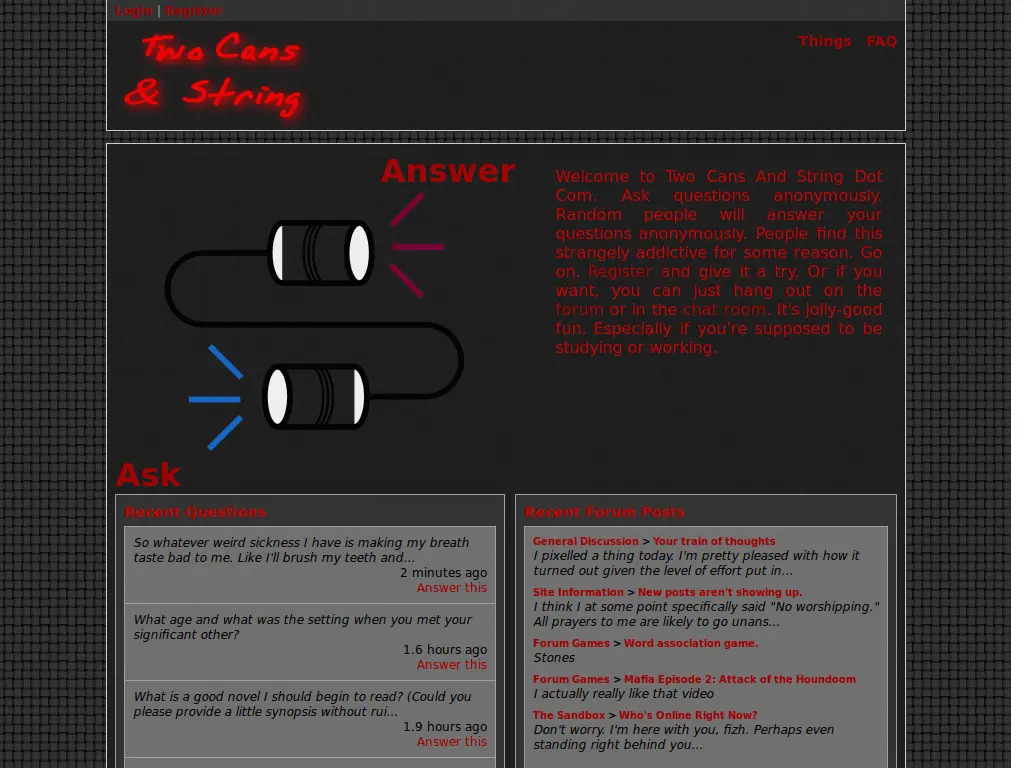 Login | Register
Two Cans
& String
Things FAQ
Answer
Ask
Welcome to Two Cans And String Dot
Com. Ask questions anonymously.
Random people will answer your
questions anonymously. People find this
strangely addictive for some reason. Go
on. Register and give it a try. Or if you
want, you can just hang out on the
forum or in the chat room. It's jolly-good
fun. Especially if you're supposed to be
studying or working.
Recent Questions
So whatever weird sickness I have is making my breath
taste bad to me. Like I'll brush my teeth and...
2 minutes ago
Answer this
What age and what was the setting when you met your
significant other?
1.6 hours ago
Answer this
What is a good novel I should begin to read? (Could you
please provide a little synopsis without rui...
1.9 hours ago
Answer this
Recent Forum Posts
General Discussion > Your train of thoughts
I pixelled a thing today. I'm pretty pleased with how it
turned out given the level of effort put in...
Site Information > New posts aren't showing up.
I think I at some point specifically said "No worshipping."
All prayers to me are likely to go unans...
Forum Games > Word association game.
Stones
Forum Games > Mafia Episode 2: Attack of the Houndoom
I actually really like that video
The Sandbox > Who's Online Right Now?
Don't worry. I'm here with you, fizh. Perhaps even
standing right behind you...